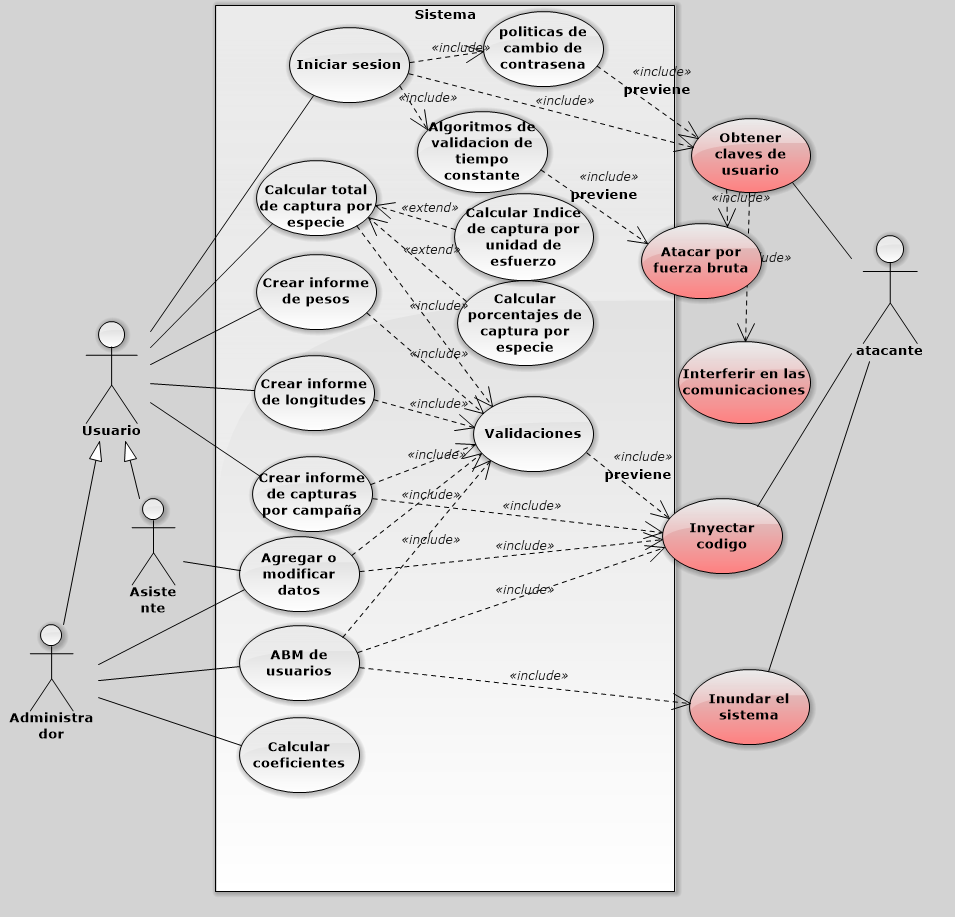 Sistema
politicas de
cambio de
contrasena
«include»
Iniciar sesion
«include»
previene
«include»
«include»
Algoritmos de
validacion de
tiempo
constante
Obtener
claves de
usuario
«include»
previene
Calcular total
de captura por
especie
«extend»
Calcular Indice
de captura por
unidad de
esfuerzo
«include»
Atacar por
fuerza bruta
ude»
«extend»
Crear informe
de pesos
«include»
Calcular
porcentajes de
captura por
especie
atacante
«include»
Interferir en las
comunicaciones
Crear informe
de longitudes
«include»
Usuario
Validaciones
«include»
«include»
previene
Crear informe
de capturas
por campaña
«include»
«include»
Inyectar
codigo
«include»
«include»
Agregar o
modificar
datos
«include»
Asiste
nte
ABM de
usuarios
«include»
Inundar el
sistema
Administra
dor
Calcular
coeficientes